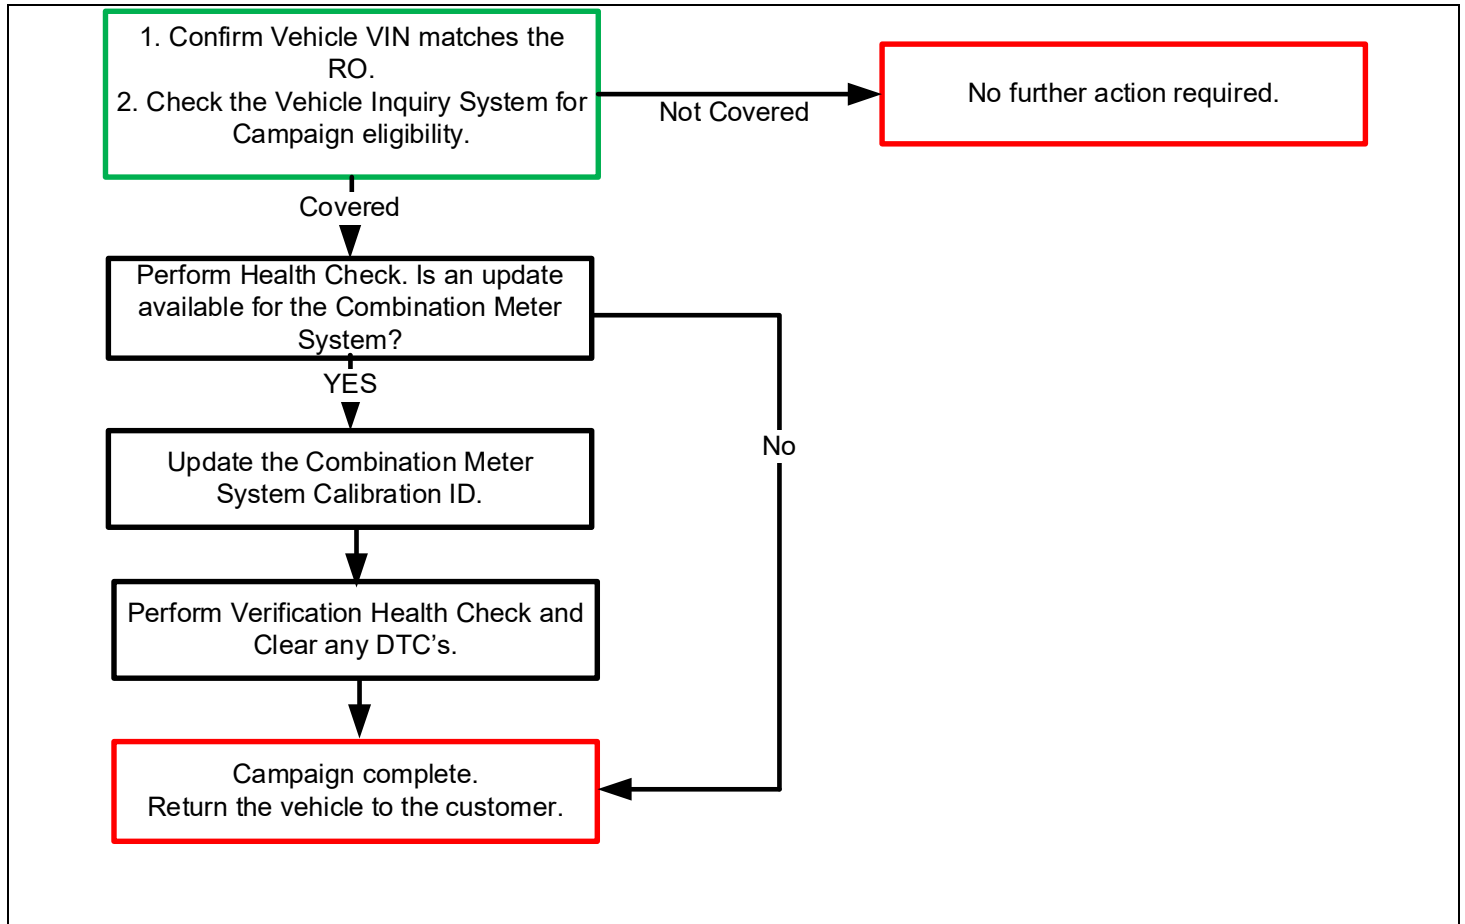 1. Confirm Vehicle VIN matches the
RO.
2. Check the Vehicle Inquiry System for
Campaign eligibility.
Not Covered
No further action required.
Covered
Perform Health Check. Is an update
available for the Combination Meter
System?
YES
No
Update the Combination Meter
System Calibration ID.
Perform Verification Health Check and
Clear any DTC’s.
Campaign complete.
Return the vehicle to the customer.